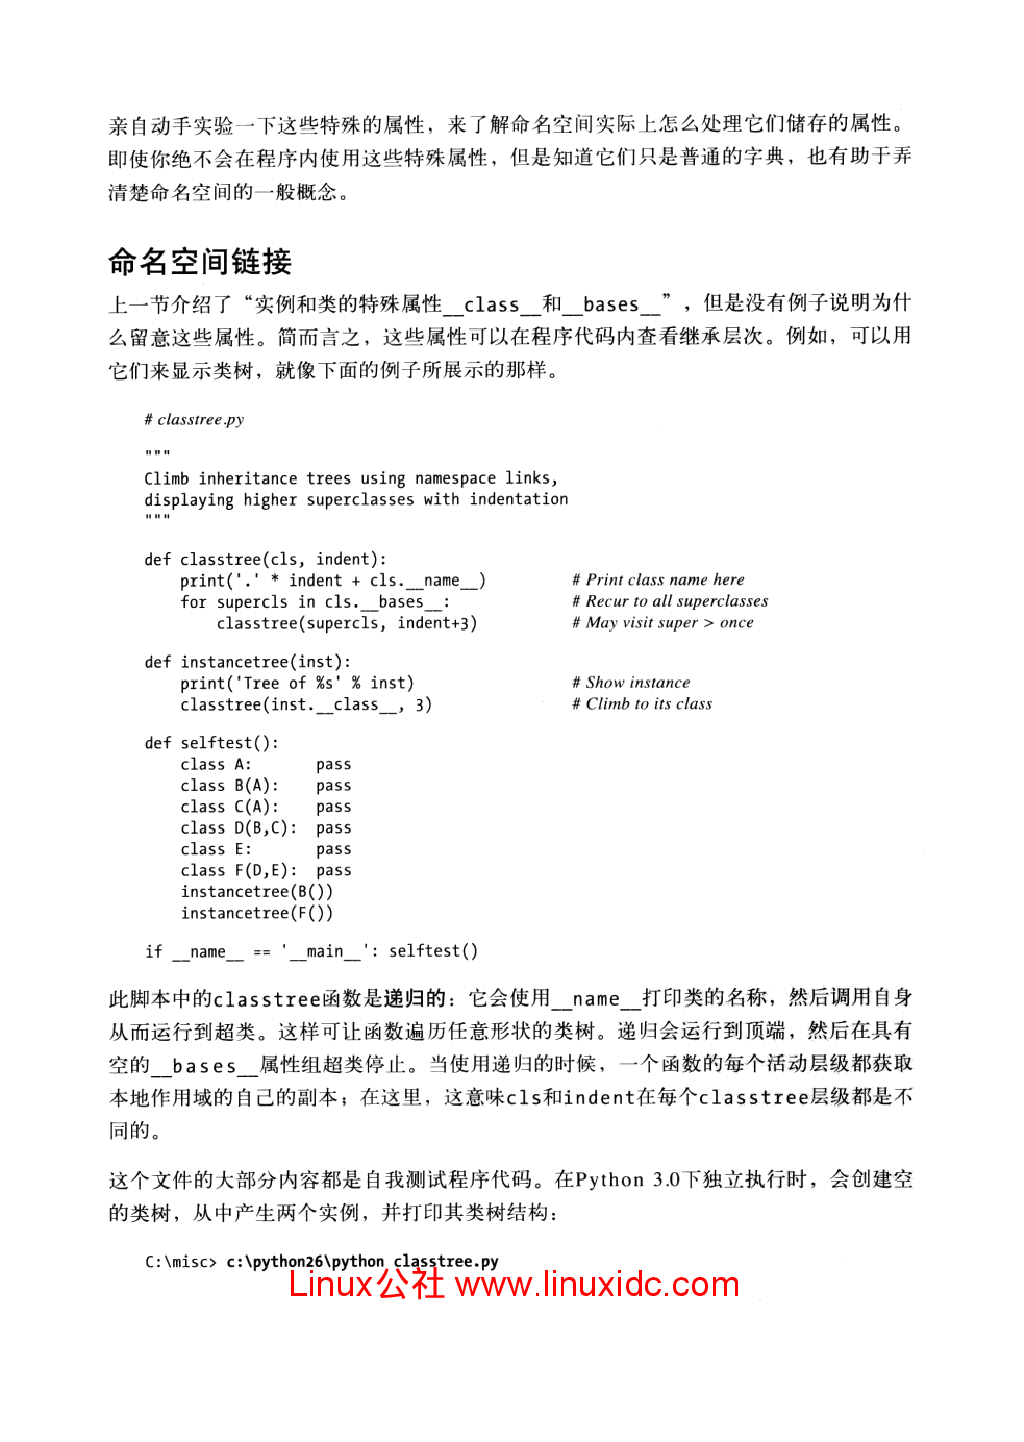 亲自动手实验一下这些特殊的属性，来了解命名空间实际上怎么处理它们储存的属性。
即使你绝不会在程序内使用这些特殊属性，但是知道它们只是普通的字典，也有助于弄
清楚命名空间的一般概念。
命名空间链接
上一节介绍了“实例和类的特殊属性__class__和__bases__”，但是没有例子说明为什
么留意这些属性。简而言之，这些属性可以在程序代码内查看继承层次。例如，可以用
它们来显示类树，就像下面的例子所展示的那样。
# classtree.py
"""
Climb inheritance trees using namespace links,
displaying higher superclasses with indentation
"""
def classtree(cls, indent):
    print('.' * indent + cls.__name__)          # Print class name here
    for supercls in cls.__bases__:              # Recur to all superclasses
        classtree(supercls, indent+3)           # May visit super > once
def instancetree(inst):
    print('Tree of %s' % inst)                  # Show instance
    classtree(inst.__class__, 3)                # Climb to its class
def selftest():
    class A:       pass
    class B(A):    pass
    class C(A):    pass
    class D(B,C):  pass
    class E:       pass
    class F(D,E):  pass
    instancetree(B())
    instancetree(F())
if __name__ == '__main__': selftest()
此脚本中的classtree函数是递归的：它会使用__name__打印类的名称，然后调用自身
从而运行到超类。这样可让函数遍历任意形状的类树。递归会运行到顶端，然后在具有
空的__bases__属性组超类停止。当使用递归的时候，一个函数的每个活动层级都获取
本地作用域的自己的副本；在这里，这意味cls和indent在每个classtree层级都是不
同的。
这个文件的大部分内容都是自我测试程序代码。在Python 3.0下独立执行时，会创建空
的类树，从中产生两个实例，并打印其类树结构：
C:\misc> c:\python26\python classtree.py
Linux公社 www.linuxidc.com